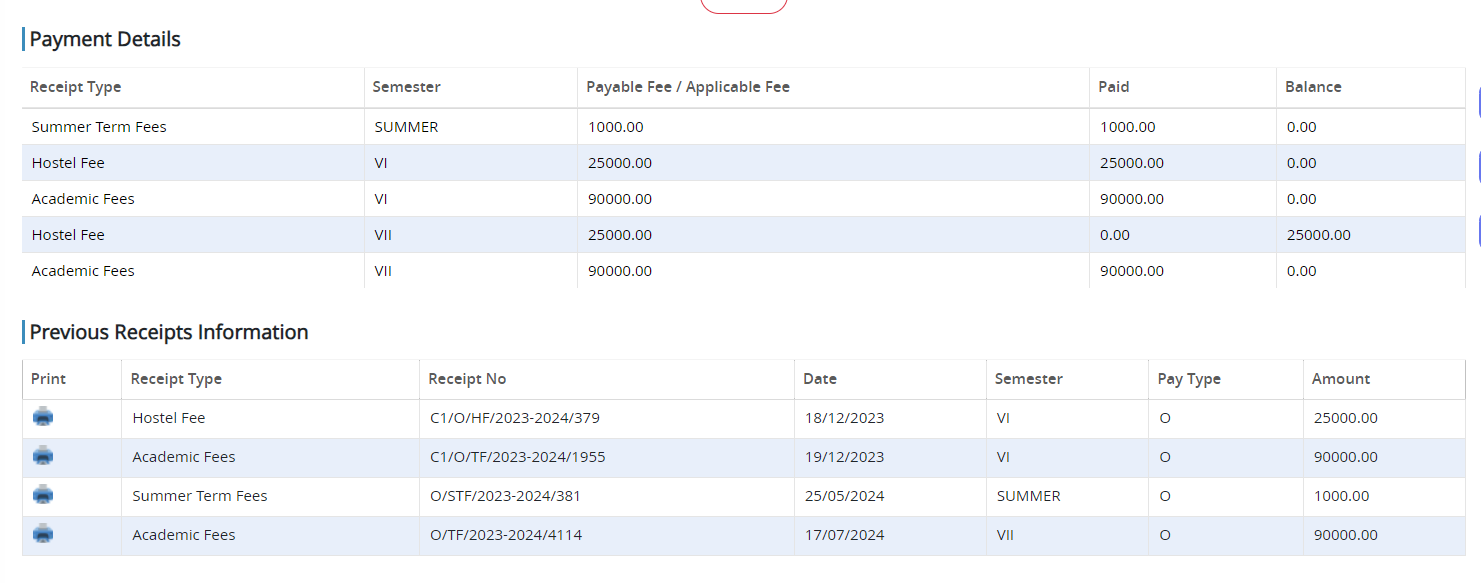 Payment Details
Receipt Type Semester Payable Fee / Applicable Fee Paid Balance
Summer Term Fees SUMMER 1000.00 1000.00 0.00
Hostel Fee VI 25000.00 25000.00 0.00
Academic Fees VI 90000.00 90000.00 0.00
Hostel Fee VII 25000.00 0.00 25000.00
Academic Fees VII 90000.00 90000.00 0.00
Previous Receipts Information
Print Receipt Type Receipt No Date Semester Pay Type Amount
Hostel Fee C1/O/HF/2023-2024/379 18/12/2023 VI O 25000.00
Academic Fees C1/O/TF/2023-2024/1955 19/12/2023 VI O 90000.00
Summer Term Fees O/STF/2023-2024/381 25/05/2024 SUMMER O 1000.00
Academic Fees O/TF/2023-2024/4114 17/07/2024 VII O 90000.00